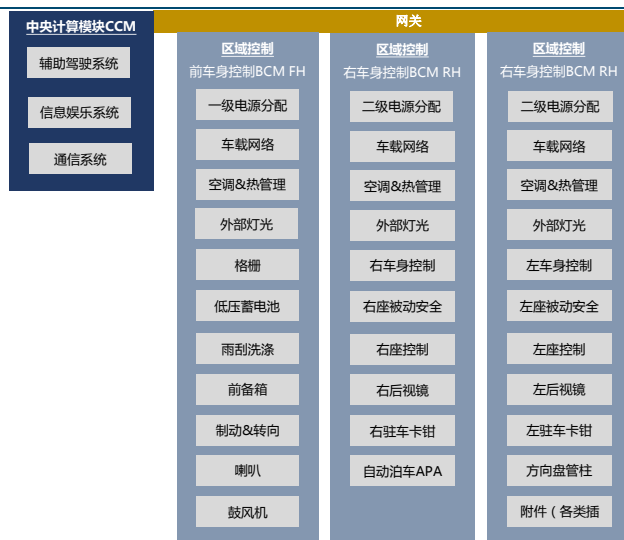 网关
中央计算模块CCM
辅助驾驶系统
信息娱乐系统
通信系统
区域控制
前车身控制BCM FH
一级电源分配
车载网络
空调&热管理
外部灯光
格栅
低压蓄电池
雨刮洗涤
前备箱
制动&转向
喇叭
鼓风机
区域控制
右车身控制BCM RH
二级电源分配
车载网络
空调&热管理
外部灯光
右车身控制
右座被动安全
右座控制
右后视镜
右驻车卡钳
自动泊车APA
区域控制
右车身控制BCM RH
二级电源分配
车载网络
空调&热管理
外部灯光
左车身控制
左座被动安全
左座控制
左后视镜
左驻车卡钳
方向盘管柱
附件（各类插